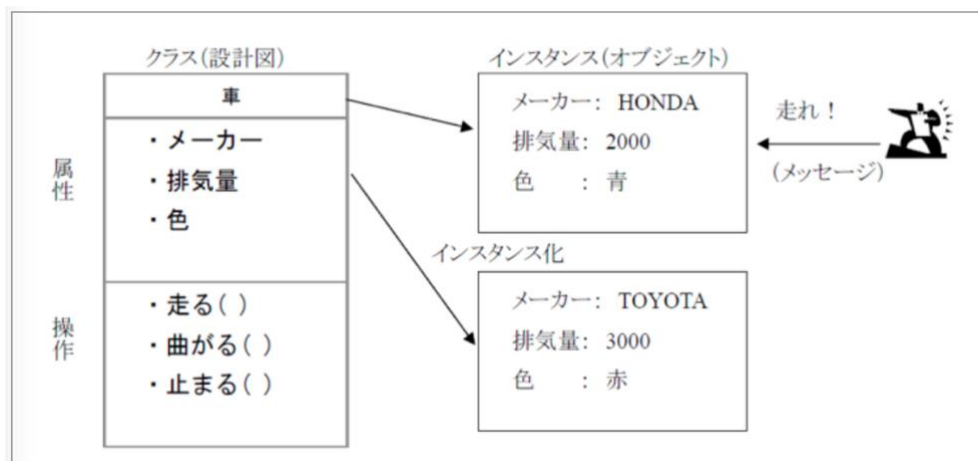 クラス(設計図)
車
属性
・メーカー
・排気量
・色
操作
・走る( )
・曲がる( )
・止まる( )
インスタンス(オブジェクト)
メーカー: HONDA
排気量: 2000
色 : 青
走れ！
(メッセージ)
インスタンス化
メーカー: TOYOTA
排気量: 3000
色 : 赤